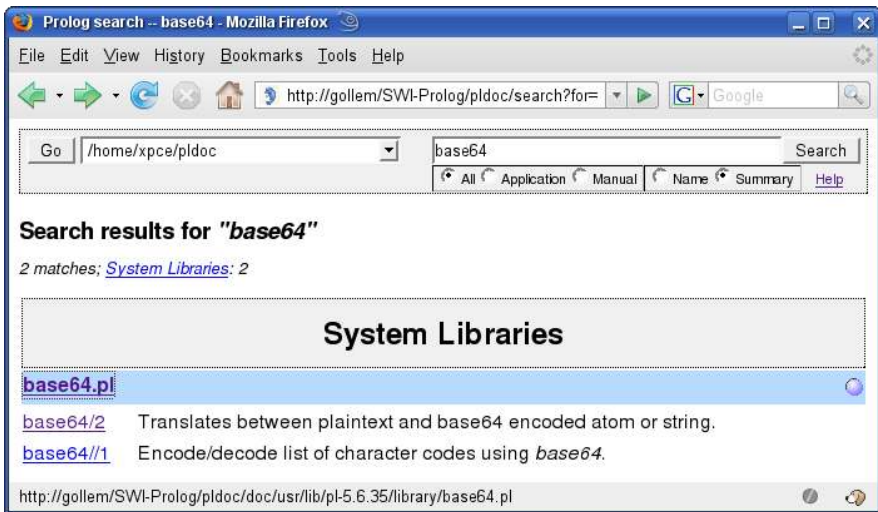 Prolog search -- base64 - Mozilla Firefox
File Edit View History Bookmarks Tools Help
http://gollem/SWI-Prolog/pldoc/search?for= G Google
Go /home/xpce/pldoc base64 Search
All Application Manual Name Summary Help
Search results for "base64"
2 matches; System Libraries: 2
System Libraries
base64.pl
base64/2 Translates between plaintext and base64 encoded atom or string.
base64//1 Encode/decode list of character codes using base64.
http://gollem/SWI-Prolog/pldoc/doc/usr/lib/pl-5.6.35/library/base64.pl